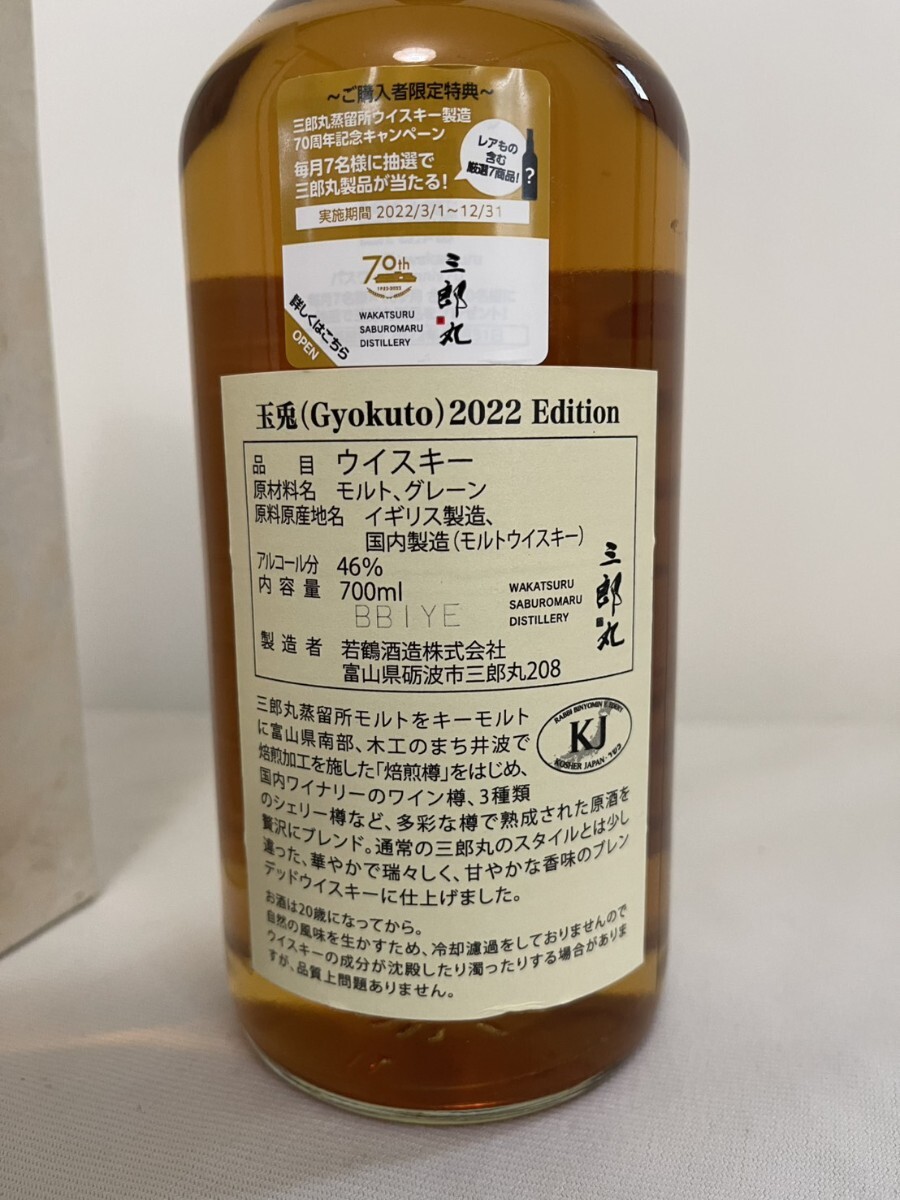 ～ご購入者限定特典～
三郎丸蒸留所ウイスキー製造
70周年記念キャンペーン
毎月7名様に抽選で
三郎丸製品が当たる！
レアもの
含む
厳選7商品！
?
実施期間 2022/3/1～12/31
70th
1952-2022
三郎丸
WAKATSURU
SABUROMARU
DISTILLERY
詳しくはこちら
OPEN
玉兎（Gyokuto）2022 Edition
品 目 ウイスキー
原材料名 モルト、グレーン
原料原産地名 イギリス製造、
国内製造（モルトウイスキー）
アルコール分 46%
内容量 700ml
BB1YE
WAKATSURU
SABUROMARU
DISTILLERY
三郎丸
製造者 若鶴酒造株式会社
富山県砺波市三郎丸208
三郎丸蒸留所モルトをキーモルト
に富山県南部、木工のまち井波で
焙煎加工を施した「焙煎樽」をはじめ、
国内ワイナリーのワイン樽、3種類
のシェリー樽など、多彩な樽で熟成された原酒を
贅沢にブレンド。通常の三郎丸のスタイルとは少し
違った、華やかで瑞々しく、甘やかな香味のブレン
デッドウイスキーに仕上げました。
RABBI BINYOMIN Y. EDERY
KJ
KOSHER JAPAN · כשר
お酒は20歳になってから。
自然の風味を生かすため、冷却濾過をしておりませんので
ウイスキーの成分が沈殿したり濁ったりする場合がありま
すが、品質上問題ありません。